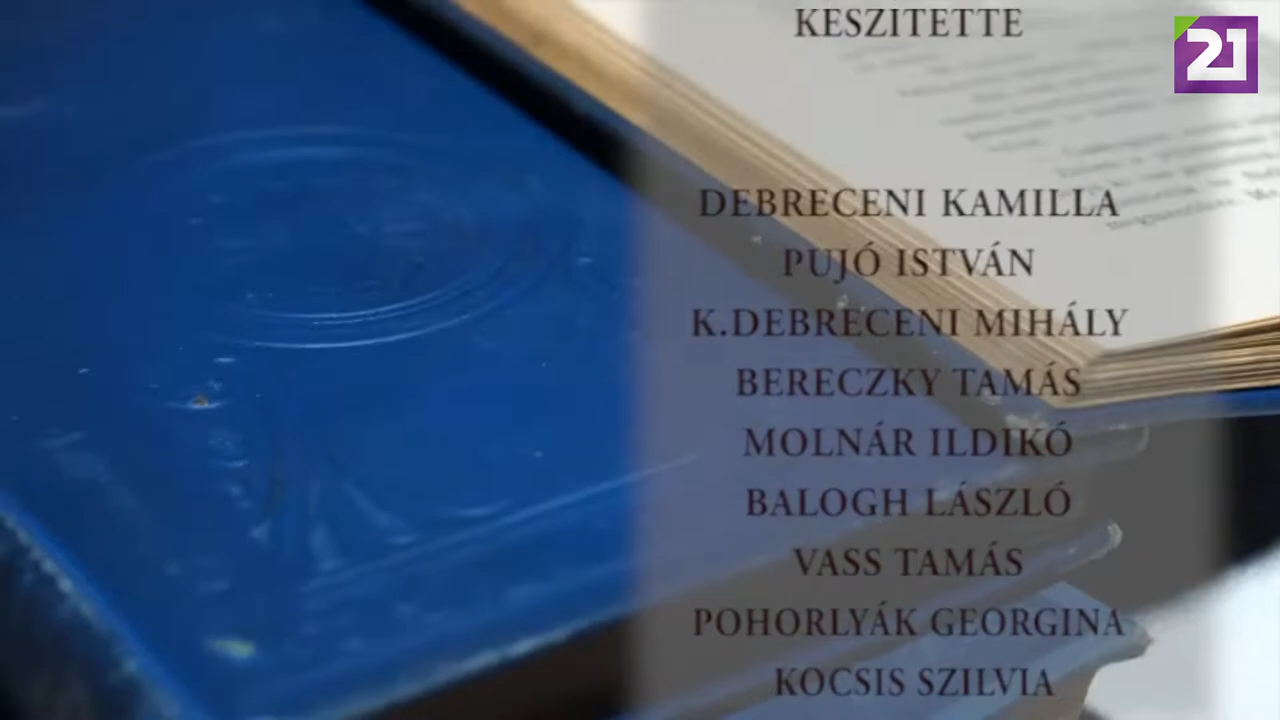 KESZITETTE
21
DEBRECENI KAMILLA
PUJÓ ISTVÁN
K.DEBRECENI MIHÁLY
BERECZKY TAMÁS
MOLNÁR ILDIKÓ
BALOGH LÁSZLÓ
VASS TAMÁS
POHORLYÁK GEORGINA
KOCSIS SZILVIA